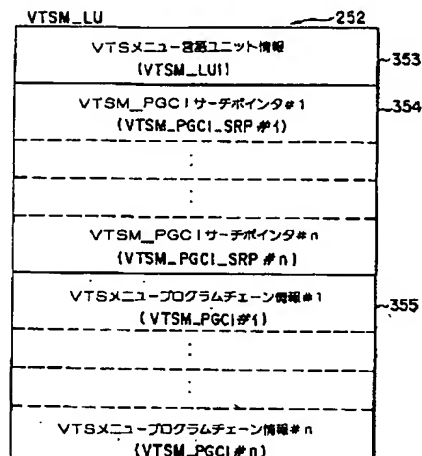 VTSM_LU 252
VTSメニュー言語ユニット情報
(VTSM_LUI)
353
VTSM_PGCIサーチポインタ#1
(VTSM_PGCI_SRP #1)
354
VTSM_PGCIサーチポインタ#n
(VTSM_PGCI_SRP #n)
VTSメニュープログラムチェーン情報#1
(VTSM_PGCI#1)
355
VTSメニュープログラムチェーン情報#n
(VTSM_PGCI#n)